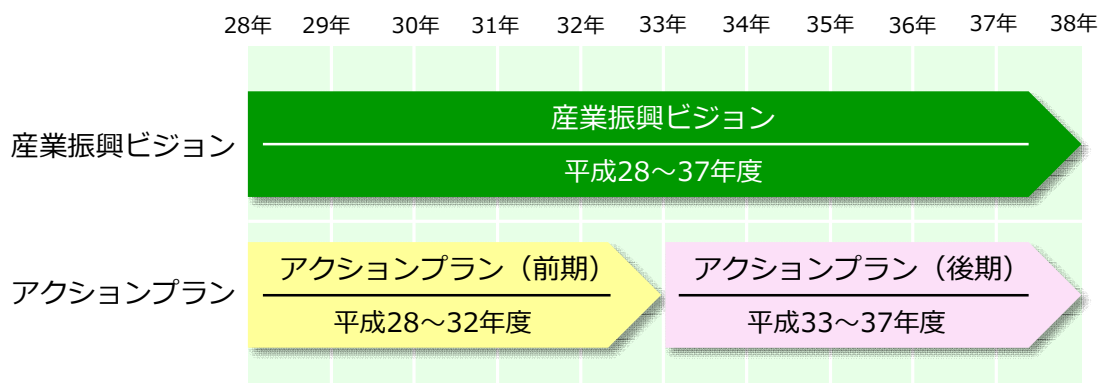 28年 29年 30年 31年 32年 33年 34年 35年 36年 37年 38年
産業振興ビジョン
産業振興ビジョン
平成28～37年度
アクションプラン
アクションプラン（前期）
平成28～32年度
アクションプラン（後期）
平成33～37年度